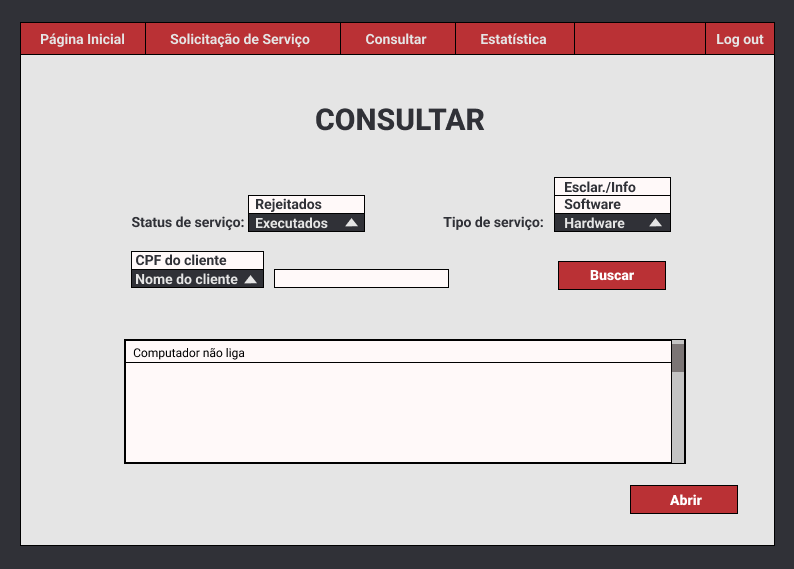 Página Inicial
Solicitação de Serviço
Consultar
Estatística
Log out
CONSULTAR
Esclar./Info
Rejeitados
Software
Status de serviço:
Executados
Tipo de serviço:
Hardware
CPF do cliente
Nome do cliente
Buscar
Computador não liga
Abrir